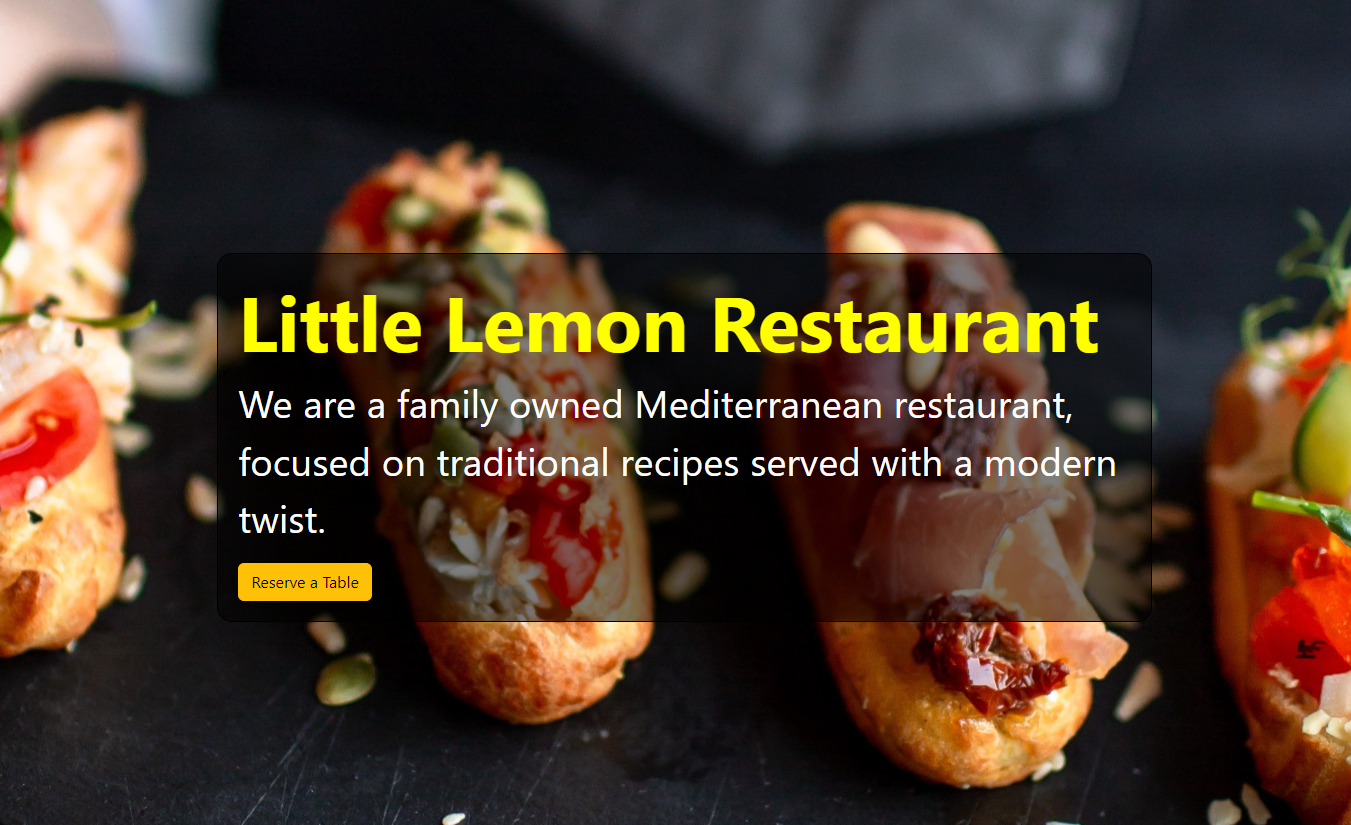 Little Lemon Restaurant
We are a family owned Mediterranean restaurant,
focused on traditional recipes served with a modern
twist.
Reserve a Table